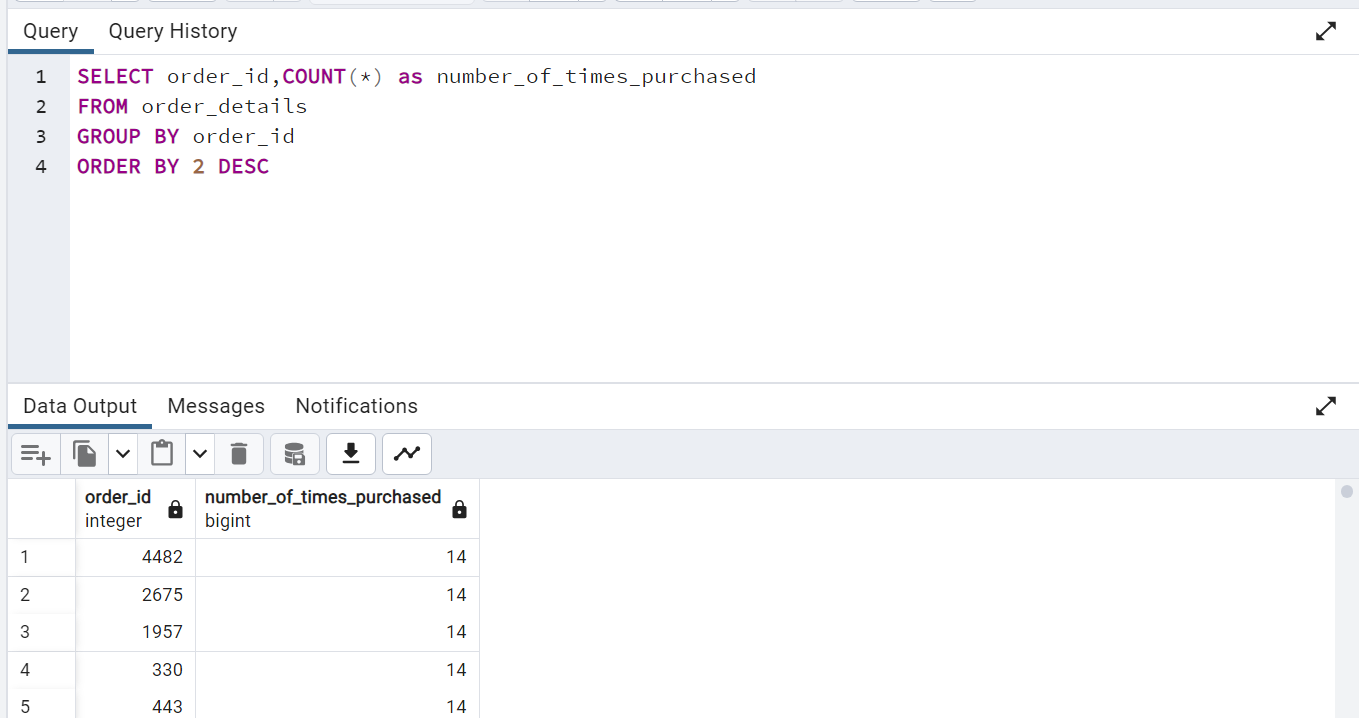 Query Query History
1 SELECT order_id,COUNT(*) as number_of_times_purchased
2 FROM order_details
3 GROUP BY order_id
4 ORDER BY 2 DESC
Data Output Messages Notifications
order_id number_of_times_purchased
integer bigint
1 4482 14
2 2675 14
3 1957 14
4 330 14
5 443 14